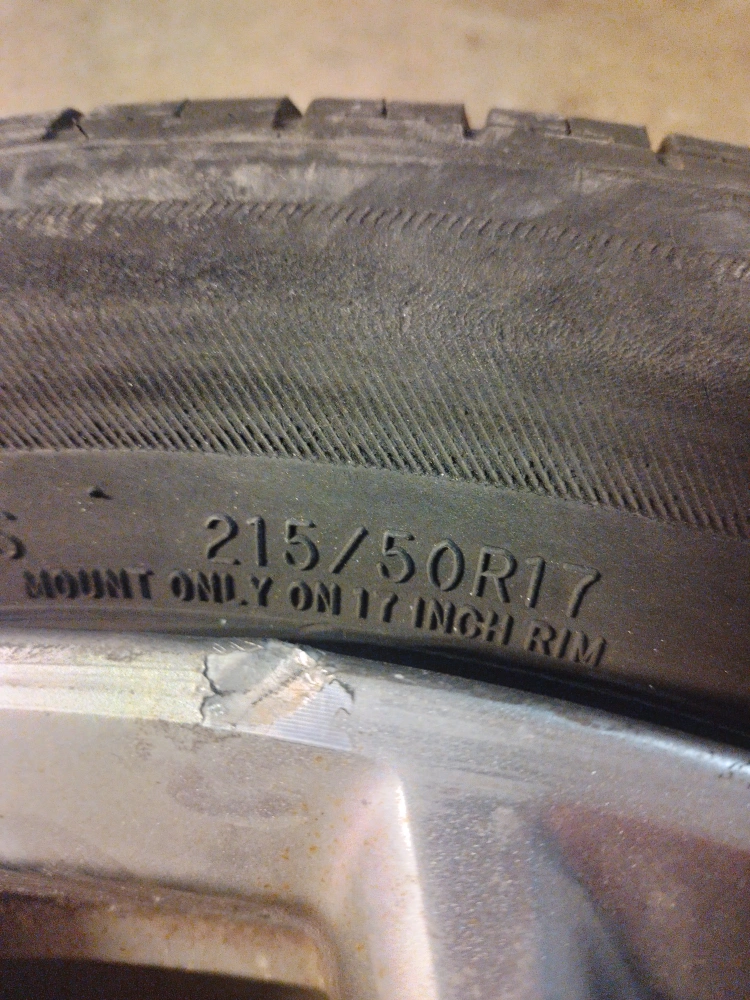 215/50R17
MOUNT ONLY ON 17 INCH RIM